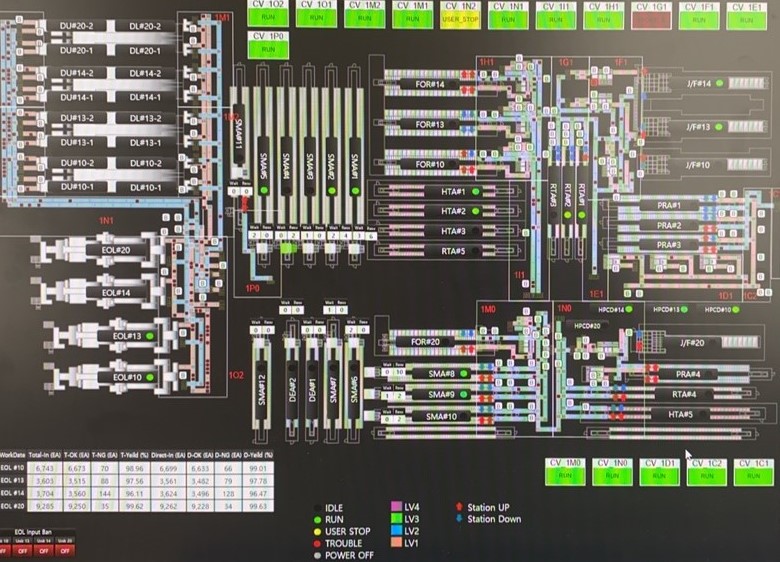 CV_1O2 CV_1O1 CV_1M2 CV_1M1 CV_1N2 CV_1N1 CV_1I1 CV_1H1 CV_1G1 CV_1F1 CV_1E1
RUN RUN RUN RUN USER_STOP RUN RUN RUN RUN RUN
CV_1P0
RUN
1M1
DU#20-2 DL#20-2
DU#20-1 DL#20-1
DU#14-2 DL#14-2
DU#14-1 DL#14-1
DU#13-2 DL#13-2
DU#13-1 DL#13-1
DU#10-2 DL#10-2
DU#10-1 DL#10-1
1N1
EOL#20
EOL#14
EOL#13
EOL#10
1O2
SMA#11 SMA#5 SMA#4 SMA#3 SMA#2 SMA#1
Wait Resv
1P0
1H1 1G1 1F1
FOR#14
FOR#13
FOR#10
HTA#1
HTA#2
HTA#3
RTA#5
RTA#3 RTA#2 RTA#1
J/F#14
J/F#13
J/F#10
PRA#1
PRA#2
PRA#3
1I1 1E1 1D1 1C2
SMA#12 DEA#2 DEA#1 SMA#7 SMA#6
1M0 1N0
FOR#20
SMA#8
SMA#9
SMA#10
HPCD#14 HPCD#13 HPCD#10
HPCD#20
J/F#20
PRA#4
RTA#4
HTA#5
CV_1M0 CV_1N0 CV_1D1 CV_1C2 CV_1C1
RUN RUN RUN RUN RUN
WorkDate Total-In (EA) T-OK (EA) T-NG (EA) T-Yeild (%) Direct-In (EA) D-OK (EA) D-NG (EA) D-Yeild (%)
EOL #10 6,743 6,673 70 98.96 6,699 6,633 66 99.01
EOL #13 3,603 3,515 88 97.56 3,561 3,482 79 97.78
EOL #14 3,704 3,560 144 96.11 3,624 3,496 128 96.47
EOL #20 9,285 9,250 35 99.62 9,262 9,228 34 99.63
EOL Input Ban
OFF OFF OFF
IDLE
RUN
USER STOP
TROUBLE
POWER OFF
LV4
LV3
LV2
LV1
Station UP
Station Down